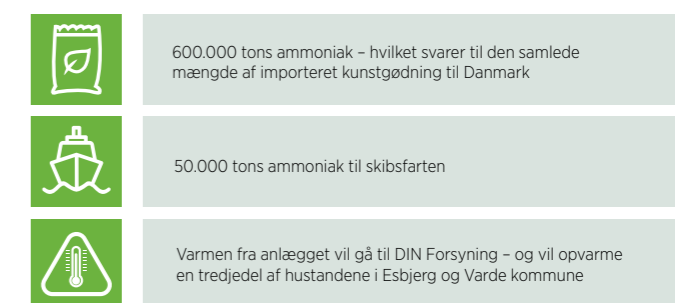 600.000 tons ammoniak – hvilket svarer til den samlede
mængde af importeret kunstgødning til Danmark
50.000 tons ammoniak til skibsfarten
Varmen fra anlægget vil gå til DIN Forsyning – og vil opvarme
en tredjedel af hustandene i Esbjerg og Varde kommune